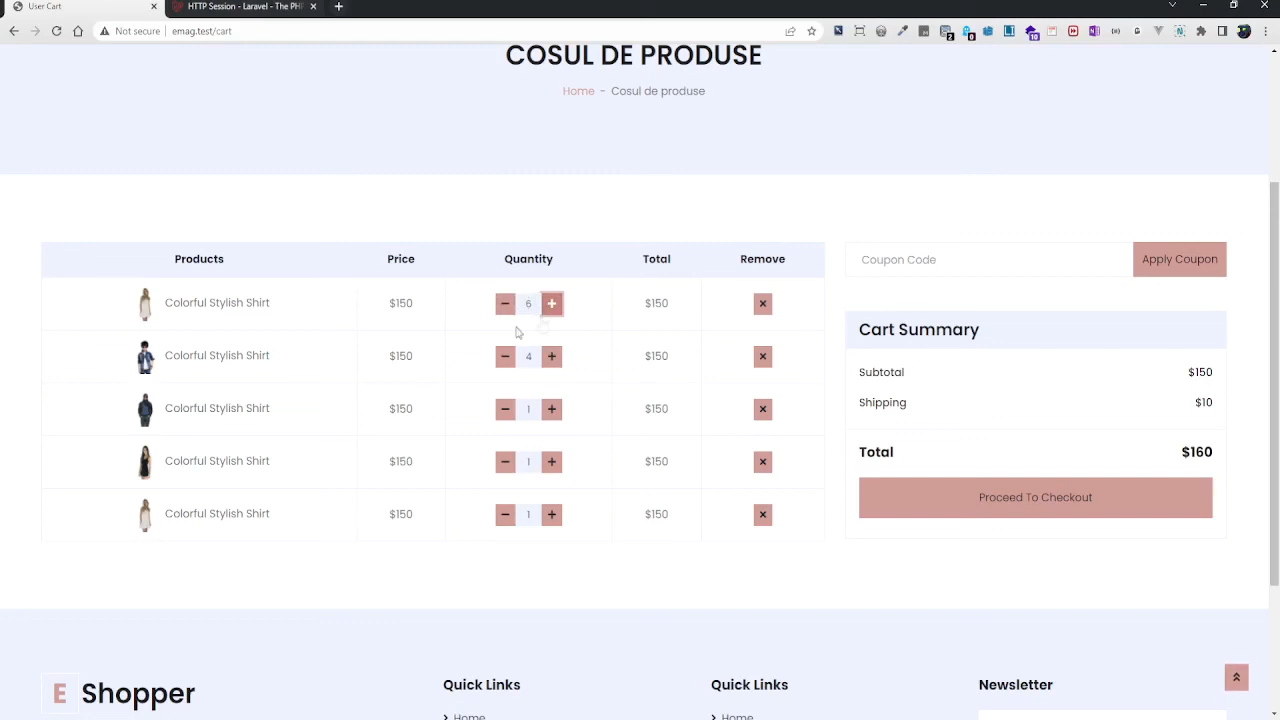 User Cart
HTTP Session - Laravel - The PHP
Not secure
emag.test/cart
2
9
10
COSUL DE PRODUSE
Home - Cosul de produse
Products Price Quantity Total Remove
Colorful Stylish Shirt $150 6 $150
Colorful Stylish Shirt $150 4 $150
Colorful Stylish Shirt $150 1 $150
Colorful Stylish Shirt $150 1 $150
Colorful Stylish Shirt $150 1 $150
Coupon Code Apply Coupon
Cart Summary
Subtotal $150
Shipping $10
Total $160
Proceed To Checkout
E Shopper
Quick Links
Home
Quick Links
Home
Newsletter